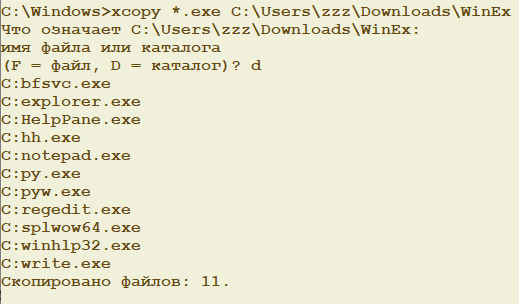 C:\Windows>xcopy *.exe C:\Users\zzz\Downloads\WinEx
Что означает C:\Users\zzz\Downloads\WinEx:
имя файла или каталога
(F = файл, D = каталог)? d
C:bfsvc.exe
C:explorer.exe
C:HelpPane.exe
C:hh.exe
C:notepad.exe
C:py.exe
C:pyw.exe
C:regedit.exe
C:splwow64.exe
C:winhlp32.exe
C:write.exe
Скопировано файлов: 11.